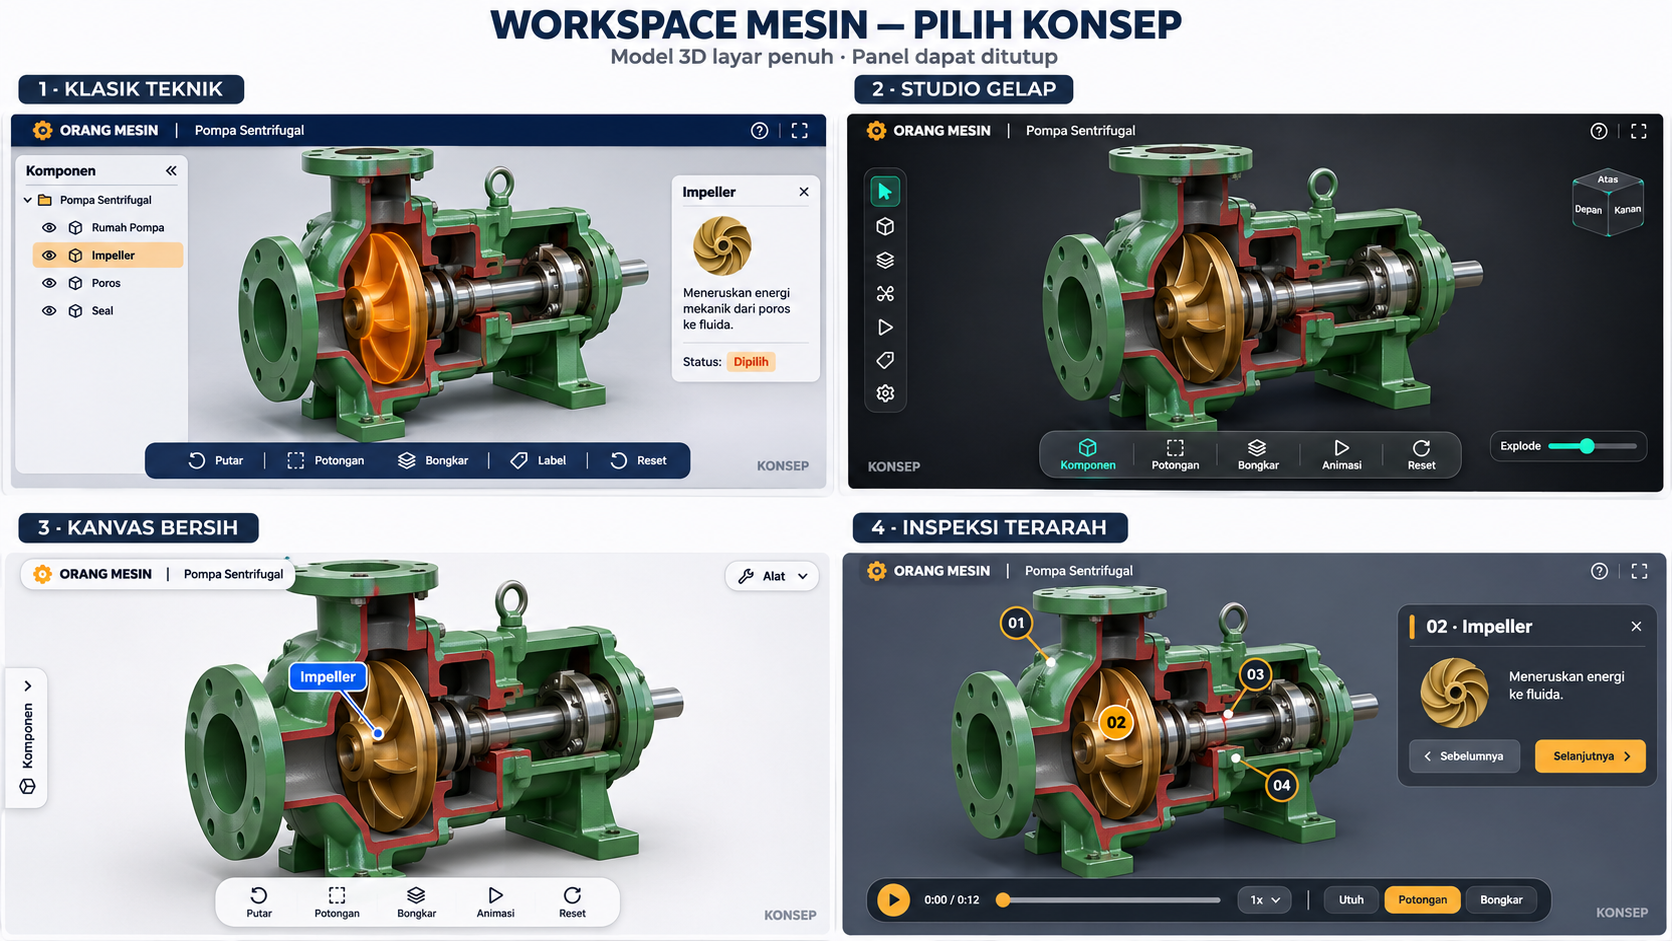 WORKSPACE MESIN — PILIH KONSEP
Model 3D layar penuh · Panel dapat ditutup
1 · KLASIK TEKNIK
ORANG MESIN | Pompa Sentrifugal
Komponen
Pompa Sentrifugal
Rumah Pompa
Impeller
Poros
Seal
Impeller
Meneruskan energi
mekanik dari poros
ke fluida.
Status: Dipilih
Putar | Potongan Bongkar | Label | Reset
KONSEP
2 · STUDIO GELAP
ORANG MESIN | Pompa Sentrifugal
Atas
Depan Kanan
Komponen Potongan Bongkar Animasi Reset
Explode
KONSEP
3 · KANVAS BERSIH
ORANG MESIN | Pompa Sentrifugal
Alat
Impeller
Komponen
Putar Potongan Bongkar Animasi Reset
KONSEP
4 · INSPEKSI TERARAH
ORANG MESIN | Pompa Sentrifugal
01
02
03
04
02 · Impeller
Meneruskan energi
ke fluida.
Sebelumnya Selanjutnya
0:00 / 0:12 1x | Utuh Potongan Bongkar
KONSEP